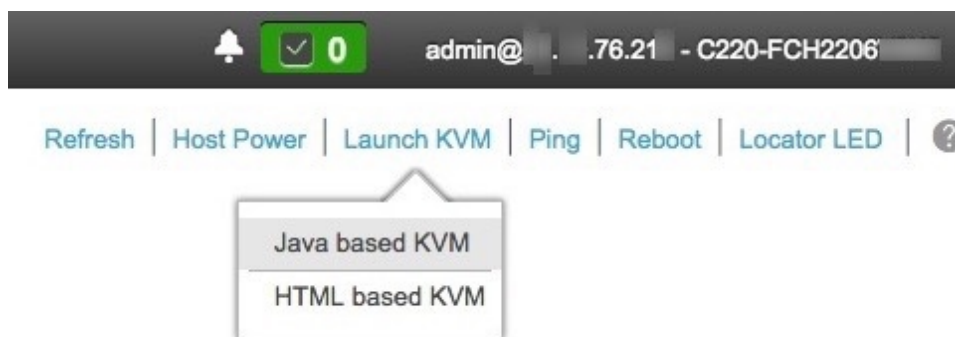 0 admin@ . .76.21 - C220-FCH2206
Refresh | Host Power | Launch KVM | Ping | Reboot | Locator LED | ?
Java based KVM
HTML based KVM